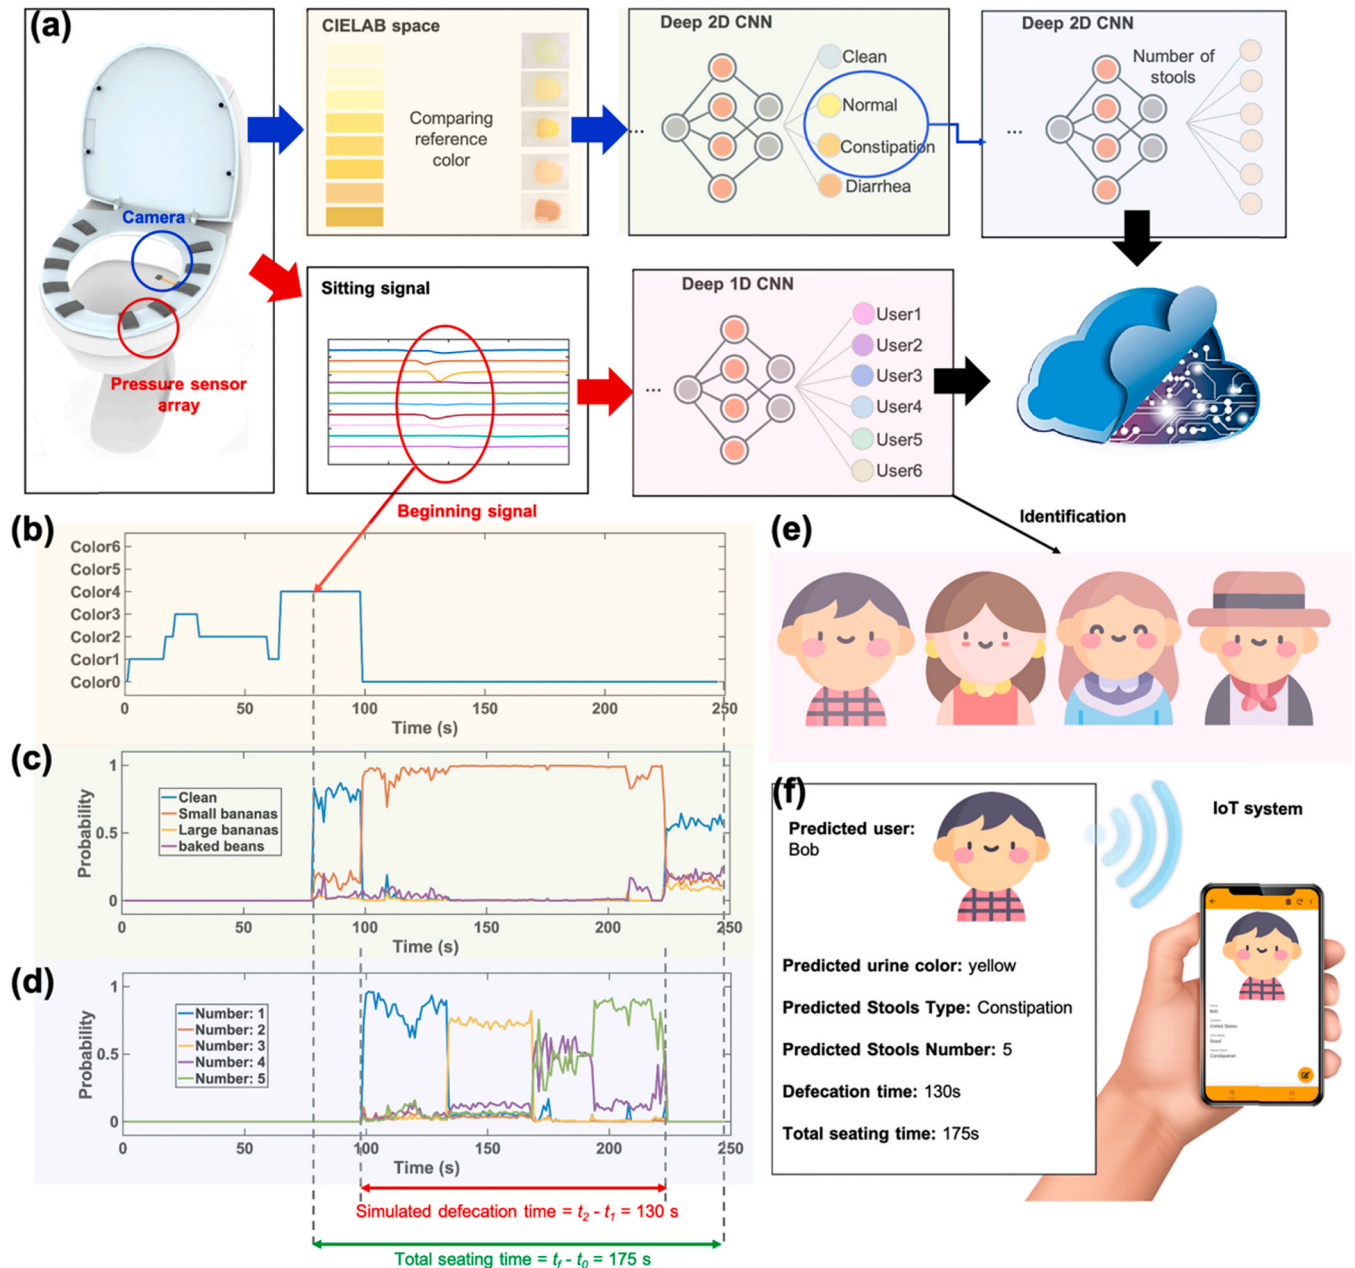 (a)
CIELAB space
Comparing
reference
color
Deep 2D CNN
...
Clean
Normal
Constipation
Diarrhea
Deep 2D CNN
Number of
stools
...
Camera
Pressure sensor
array
Sitting signal
Beginning signal
Deep 1D CNN
...
User1
User2
User3
User4
User5
User6
Identification
(b)
Color6
Color5
Color4
Color3
Color2
Color1
Color0
0 50 100 150 200 250
Time (s)
(c)
Probability
1
0.5
0
Clean
Small bananas
Large bananas
baked beans
0 50 100 150 200 250
Time (s)
(d)
Probability
1
0.5
0
Number: 1
Number: 2
Number: 3
Number: 4
Number: 5
0 50 100 150 200 250
Time (s)
Simulated defecation time = t2 - t1 = 130 s
Total seating time = tf - t0 = 175 s
(e)
(f)
Predicted user:
Bob
Predicted urine color: yellow
Predicted Stools Type: Constipation
Predicted Stools Number: 5
Defecation time: 130s
Total seating time: 175s
IoT system
Bob
United States
Good
Constipation